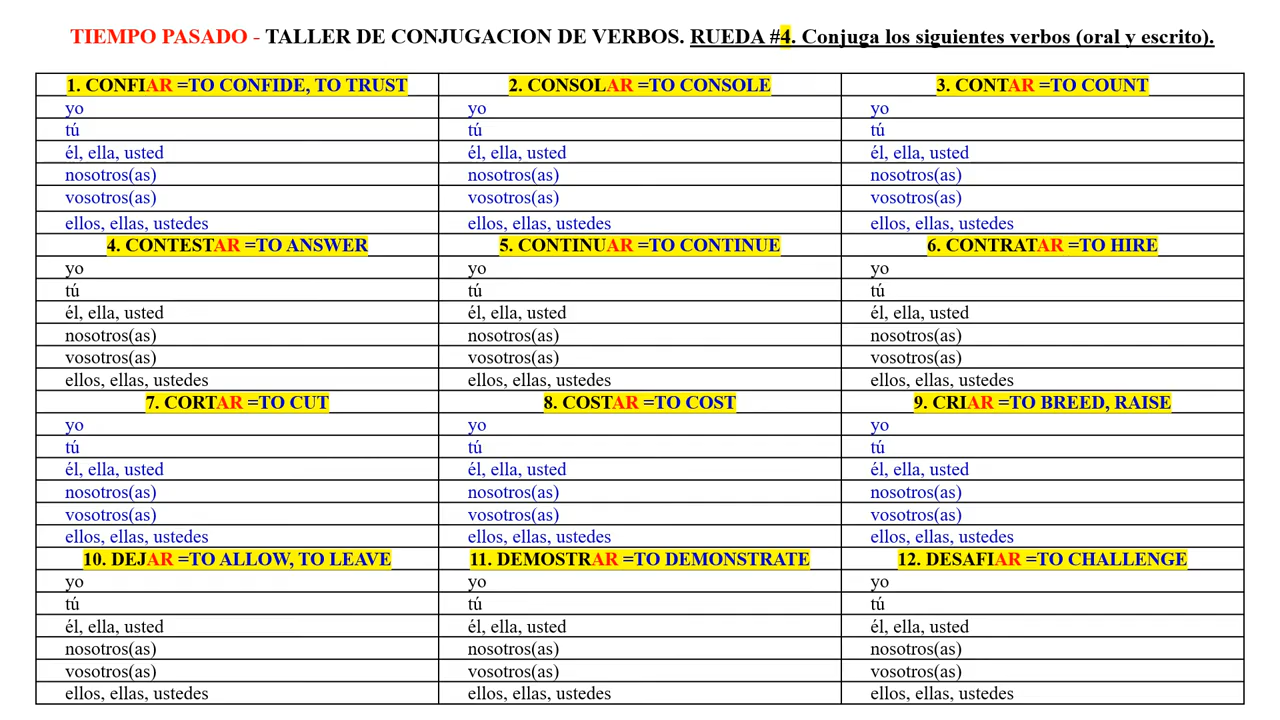 TIEMPO PASADO - TALLER DE CONJUGACION DE VERBOS. RUEDA #4. Conjuga los siguientes verbos (oral y escrito).
1. CONFIAR =TO CONFIDE, TO TRUST 2. CONSOLAR =TO CONSOLE 3. CONTAR =TO COUNT
yo yo yo
tú tú tú
él, ella, usted él, ella, usted él, ella, usted
nosotros(as) nosotros(as) nosotros(as)
vosotros(as) vosotros(as) vosotros(as)
ellos, ellas, ustedes ellos, ellas, ustedes ellos, ellas, ustedes
4. CONTESTAR =TO ANSWER 5. CONTINUAR =TO CONTINUE 6. CONTRATAR =TO HIRE
yo yo yo
tú tú tú
él, ella, usted él, ella, usted él, ella, usted
nosotros(as) nosotros(as) nosotros(as)
vosotros(as) vosotros(as) vosotros(as)
ellos, ellas, ustedes ellos, ellas, ustedes ellos, ellas, ustedes
7. CORTAR =TO CUT 8. COSTAR =TO COST 9. CRIAR =TO BREED, RAISE
yo yo yo
tú tú tú
él, ella, usted él, ella, usted él, ella, usted
nosotros(as) nosotros(as) nosotros(as)
vosotros(as) vosotros(as) vosotros(as)
ellos, ellas, ustedes ellos, ellas, ustedes ellos, ellas, ustedes
10. DEJAR =TO ALLOW, TO LEAVE 11. DEMOSTRAR =TO DEMONSTRATE 12. DESAFIAR =TO CHALLENGE
yo yo yo
tú tú tú
él, ella, usted él, ella, usted él, ella, usted
nosotros(as) nosotros(as) nosotros(as)
vosotros(as) vosotros(as) vosotros(as)
ellos, ellas, ustedes ellos, ellas, ustedes ellos, ellas, ustedes